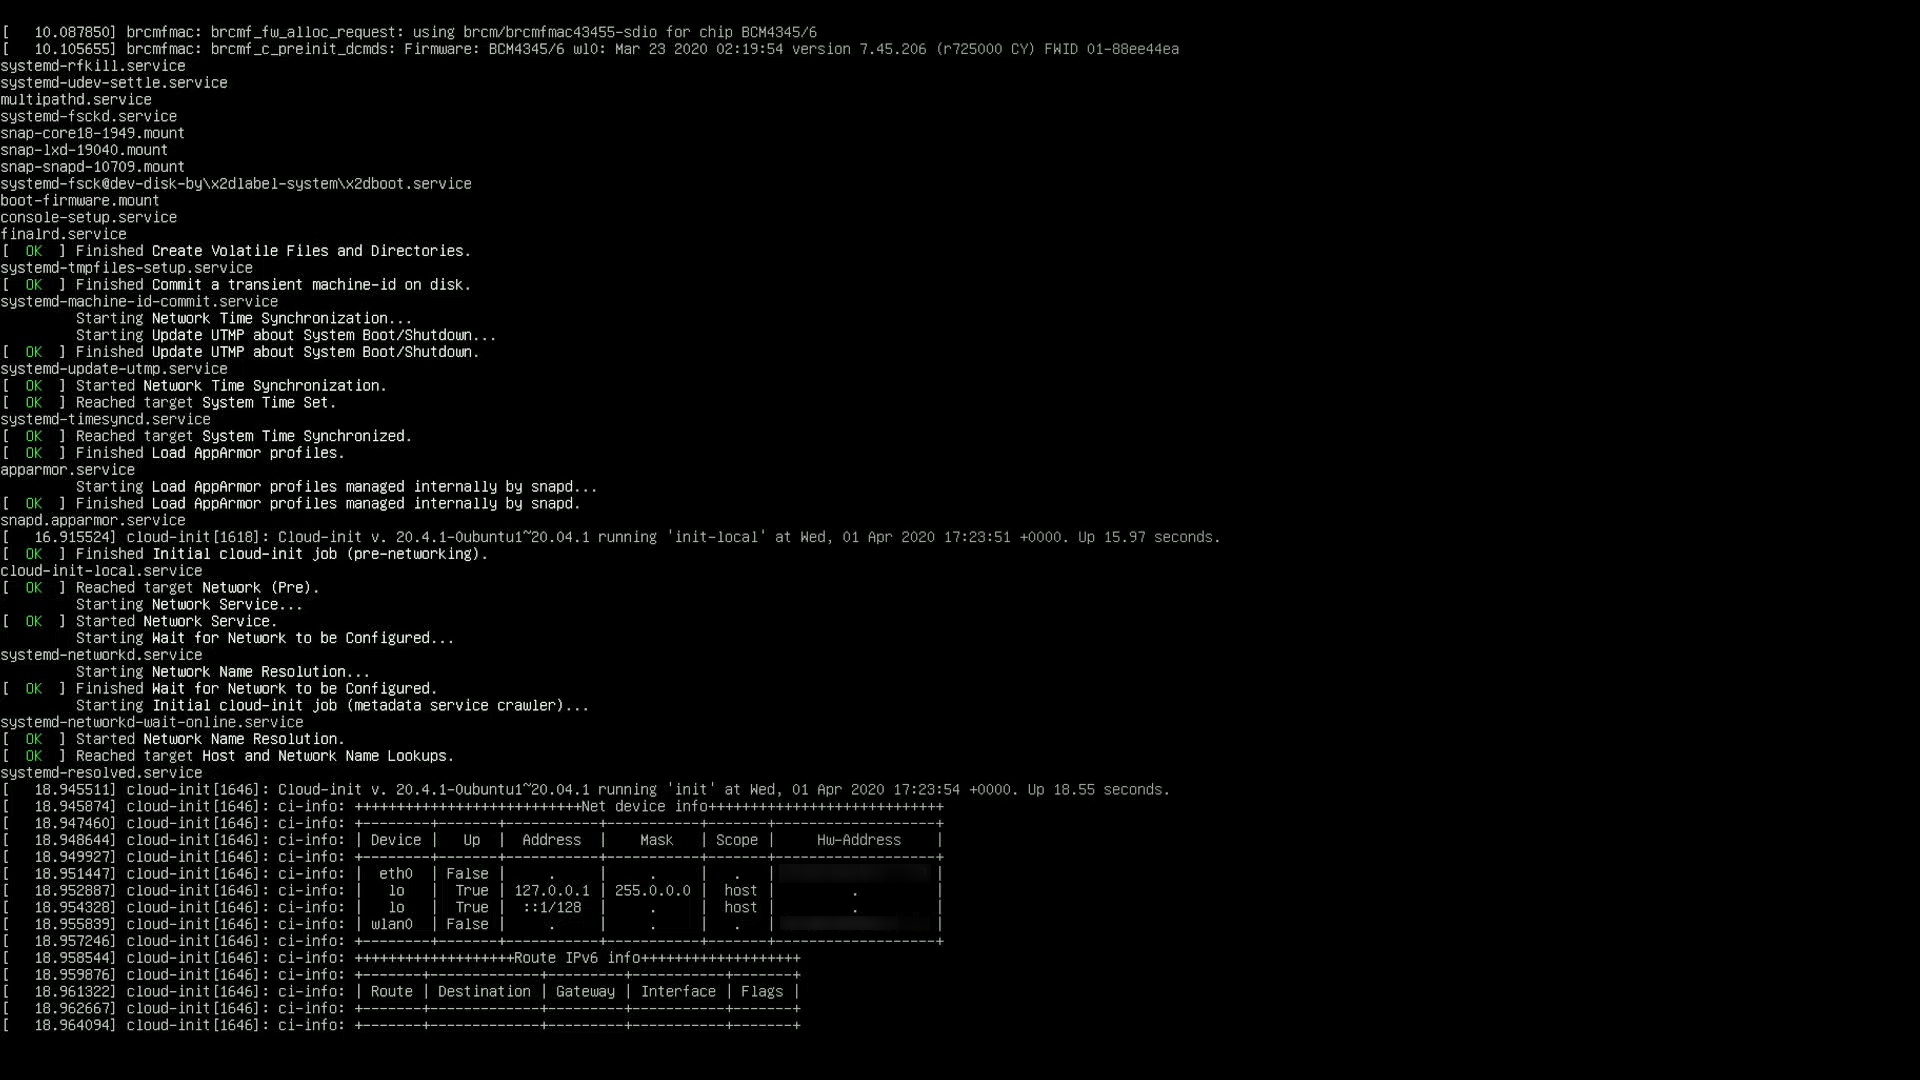 [   10.087850] brcmfmac: brcmf_fw_alloc_request: using brcm/brcmfmac43455-sdio for chip BCM4345/6
[   10.105655] brcmfmac: brcmf_c_preinit_dcmds: Firmware: BCM4345/6 wl0: Mar 23 2020 02:19:54 version 7.45.206 (r725000 CY) FWID 01-88ee44ea
systemd-rfkill.service
systemd-udev-settle.service
multipathd.service
systemd-fsckd.service
snap-core18-1949.mount
snap-lxd-19040.mount
snap-snapd-10709.mount
systemd-fsck@dev-disk-by\x2dlabel-system\x2dboot.service
boot-firmware.mount
console-setup.service
finalrd.service
[  OK  ] Finished Create Volatile Files and Directories.
systemd-tmpfiles-setup.service
[  OK  ] Finished Commit a transient machine-id on disk.
systemd-machine-id-commit.service
         Starting Network Time Synchronization...
         Starting Update UTMP about System Boot/Shutdown...
[  OK  ] Finished Update UTMP about System Boot/Shutdown.
systemd-update-utmp.service
[  OK  ] Started Network Time Synchronization.
[  OK  ] Reached target System Time Set.
systemd-timesyncd.service
[  OK  ] Reached target System Time Synchronized.
[  OK  ] Finished Load AppArmor profiles.
apparmor.service
         Starting Load AppArmor profiles managed internally by snapd...
[  OK  ] Finished Load AppArmor profiles managed internally by snapd.
snapd.apparmor.service
[   16.915524] cloud-init[1618]: Cloud-init v. 20.4.1-0ubuntu1~20.04.1 running 'init-local' at Wed, 01 Apr 2020 17:23:51 +0000. Up 15.97 seconds.
[  OK  ] Finished Initial cloud-init job (pre-networking).
cloud-init-local.service
[  OK  ] Reached target Network (Pre).
         Starting Network Service...
[  OK  ] Started Network Service.
         Starting Wait for Network to be Configured...
systemd-networkd.service
         Starting Network Name Resolution...
[  OK  ] Finished Wait for Network to be Configured.
         Starting Initial cloud-init job (metadata service crawler)...
systemd-networkd-wait-online.service
[  OK  ] Started Network Name Resolution.
[  OK  ] Reached target Host and Network Name Lookups.
systemd-resolved.service
[   18.945511] cloud-init[1646]: Cloud-init v. 20.4.1-0ubuntu1~20.04.1 running 'init' at Wed, 01 Apr 2020 17:23:54 +0000. Up 18.55 seconds.
[   18.945874] cloud-init[1646]: ci-info: +++++++++++++++++++++++++++Net device info++++++++++++++++++++++++++++
[   18.947460] cloud-init[1646]: ci-info: +--------+-------+-----------+-----------+-------+-------------------+
[   18.948644] cloud-init[1646]: ci-info: | Device |   Up  |  Address  |    Mask   | Scope |     Hw-Address    |
[   18.949927] cloud-init[1646]: ci-info: +--------+-------+-----------+-----------+-------+-------------------+
[   18.951447] cloud-init[1646]: ci-info: |  eth0  | False |     .     |     .     |   .   |                   |
[   18.952887] cloud-init[1646]: ci-info: |   lo   |  True | 127.0.0.1 | 255.0.0.0 |  host |         .         |
[   18.954328] cloud-init[1646]: ci-info: |   lo   |  True |  ::1/128  |     .     |  host |         .         |
[   18.955839] cloud-init[1646]: ci-info: | wlan0  | False |     .     |     .     |   .   |                   |
[   18.957246] cloud-init[1646]: ci-info: +--------+-------+-----------+-----------+-------+-------------------+
[   18.958544] cloud-init[1646]: ci-info: +++++++++++++++++++Route IPv6 info+++++++++++++++++++
[   18.959876] cloud-init[1646]: ci-info: +-------+-------------+---------+-----------+-------+
[   18.961322] cloud-init[1646]: ci-info: | Route | Destination | Gateway | Interface | Flags |
[   18.962667] cloud-init[1646]: ci-info: +-------+-------------+---------+-----------+-------+
[   18.964094] cloud-init[1646]: ci-info: +-------+-------------+---------+-----------+-------+